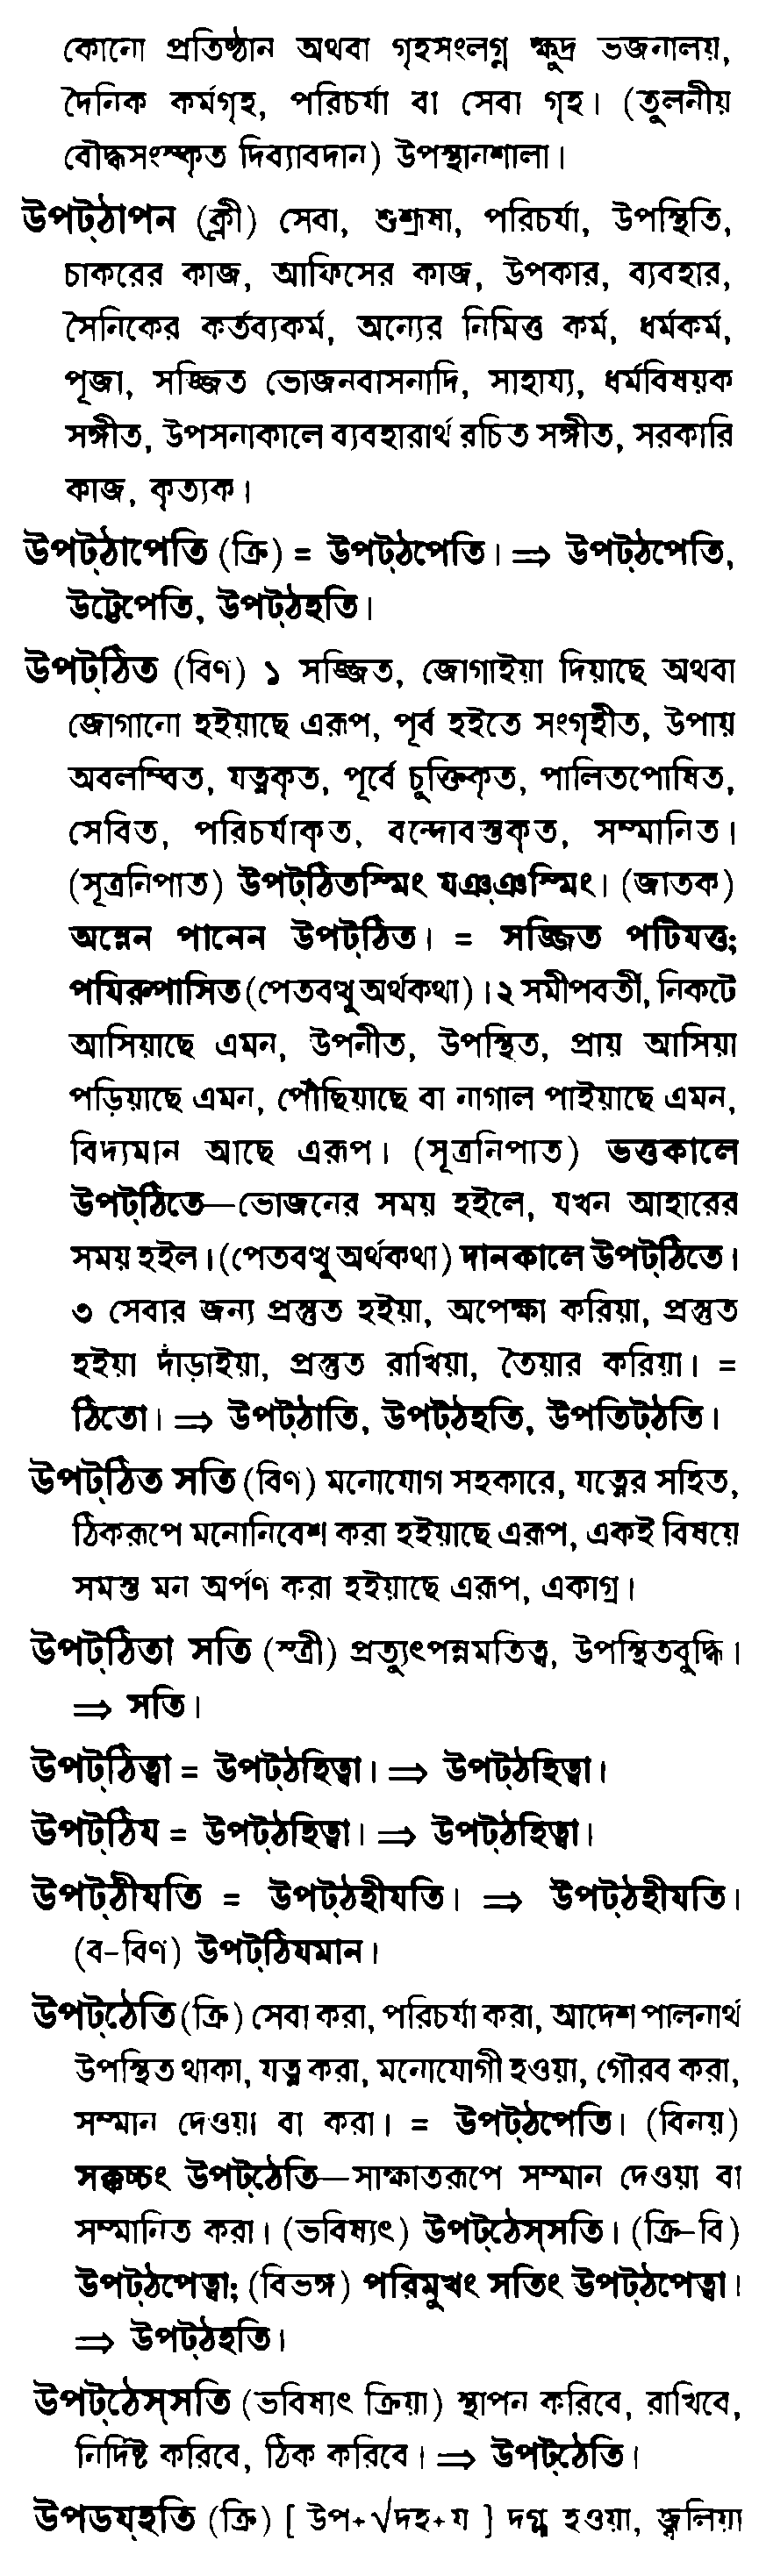 কোনো প্রতিষ্ঠান অথবা গৃহসংলগ্ন ক্ষুদ্র ভজনালয়,
দৈনিক কর্মগৃহ, পরিচর্যা বা সেবা গৃহ। (তুলনীয়
বৌদ্ধসংস্কৃত দিব্যাবদান) উপস্থানশালা।
উপট্‌ঠাপন (ক্লী) সেবা, শুশ্রূষা, পরিচর্যা, উপস্থিতি,
চাকরের কাজ, আফিসের কাজ, উপকার, ব্যবহার,
সৈনিকের কর্তব্যকর্ম, অন্যের নিমিত্ত কর্ম, ধর্মকর্ম,
পূজা, সজ্জিত ভোজনবাসনাদি, সাহায্য, ধর্মবিষয়ক
সঙ্গীত, উপসনাকালে ব্যবহারার্থ রচিত সঙ্গীত, সরকারি
কাজ, কৃত্যক।
উপট্‌ঠাপেতি (ক্রি) = উপট্‌ঠপেতি। ⇒ উপট্‌ঠপেতি,
উট্টেপেতি, উপট্‌ঠহতি।
উপট্‌ঠিত (বিণ) ১ সজ্জিত, জোগাইয়া দিয়াছে অথবা
জোগানো হইয়াছে এরূপ, পূর্ব হইতে সংগৃহীত, উপায়
অবলম্বিত, যত্নকৃত, পূর্বে চুক্তিকৃত, পালিতপোষিত,
সেবিত, পরিচর্যাকৃত, বন্দোবস্তকৃত, সম্মানিত।
(সূত্রনিপাত) উপট্‌ঠিতস্মিং যঞ্ঞস্মিং। (জাতক)
অন্নেন পানেন উপট্‌ঠিত। = সজ্জিত পটিযত্ত;
পযিরুপাসিত (পেতবত্থু অর্থকথা)। ২ সমীপবর্তী, নিকটে
আসিয়াছে এমন, উপনীত, উপস্থিত, প্রায় আসিয়া
পড়িয়াছে এমন, পৌঁছিয়াছে বা নাগাল পাইয়াছে এমন,
বিদ্যমান আছে এরূপ। (সূত্রনিপাত) ভত্তকালে
উপট্‌ঠিতে—ভোজনের সময় হইলে, যখন আহারের
সময় হইল। (পেতবত্থু অর্থকথা) দানকালে উপট্‌ঠিতে।
৩ সেবার জন্য প্রস্তুত হইয়া, অপেক্ষা করিয়া, প্রস্তুত
হইয়া দাঁড়াইয়া, প্রস্তুত রাখিয়া, তৈয়ার করিয়া। =
ঠিতো। ⇒ উপট্‌ঠাতি, উপট্‌ঠহতি, উপতিট্‌ঠতি।
উপট্‌ঠিত সতি (বিণ) মনোযোগ সহকারে, যত্নের সহিত,
ঠিকরূপে মনোনিবেশ করা হইয়াছে এরূপ, একই বিষয়ে
সমস্ত মন অর্পণ করা হইয়াছে এরূপ, একাগ্র।
উপট্‌ঠিতা সতি (স্ত্রী) প্রত্যুৎপন্নমতিত্ব, উপস্থিতবুদ্ধি।
⇒ সতি।
উপট্‌ঠিত্বা = উপট্‌ঠহিত্বা। ⇒ উপট্‌ঠহিত্বা।
উপট্‌ঠিয = উপট্‌ঠহিত্বা। ⇒ উপট্‌ঠহিত্বা।
উপট্‌ঠীযতি = উপট্‌ঠহীযতি। ⇒ উপট্‌ঠহীযতি।
(ব-বিণ) উপট্‌ঠিযমান।
উপট্‌ঠেতি (ক্রি) সেবা করা, পরিচর্যা করা, আদেশ পালনার্থ
উপস্থিত থাকা, যত্ন করা, মনোযোগী হওয়া, গৌরব করা,
সম্মান দেওয়া বা করা। = উপট্‌ঠপেতি। (বিনয়)
সক্কচ্চং উপট্‌ঠেতি—সাক্ষাতরূপে সম্মান দেওয়া বা
সম্মানিত করা। (ভবিষ্যৎ) উপট্‌ঠেস্‌সতি। (ক্রি-বি)
উপট্‌ঠপেত্বা; (বিভঙ্গ) পরিমুখং সতিং উপট্‌ঠপেত্বা।
⇒ উপট্‌ঠহতি।
উপট্‌ঠেস্‌সতি (ভবিষ্যৎ ক্রিয়া) স্থাপন করিবে, রাখিবে,
নির্দিষ্ট করিবে, ঠিক করিবে। ⇒ উপট্‌ঠেতি।
উপডয্‌হতি (ক্রি) [ উপ+√দহ+য ] দগ্ধ হওয়া, জ্বলিয়া